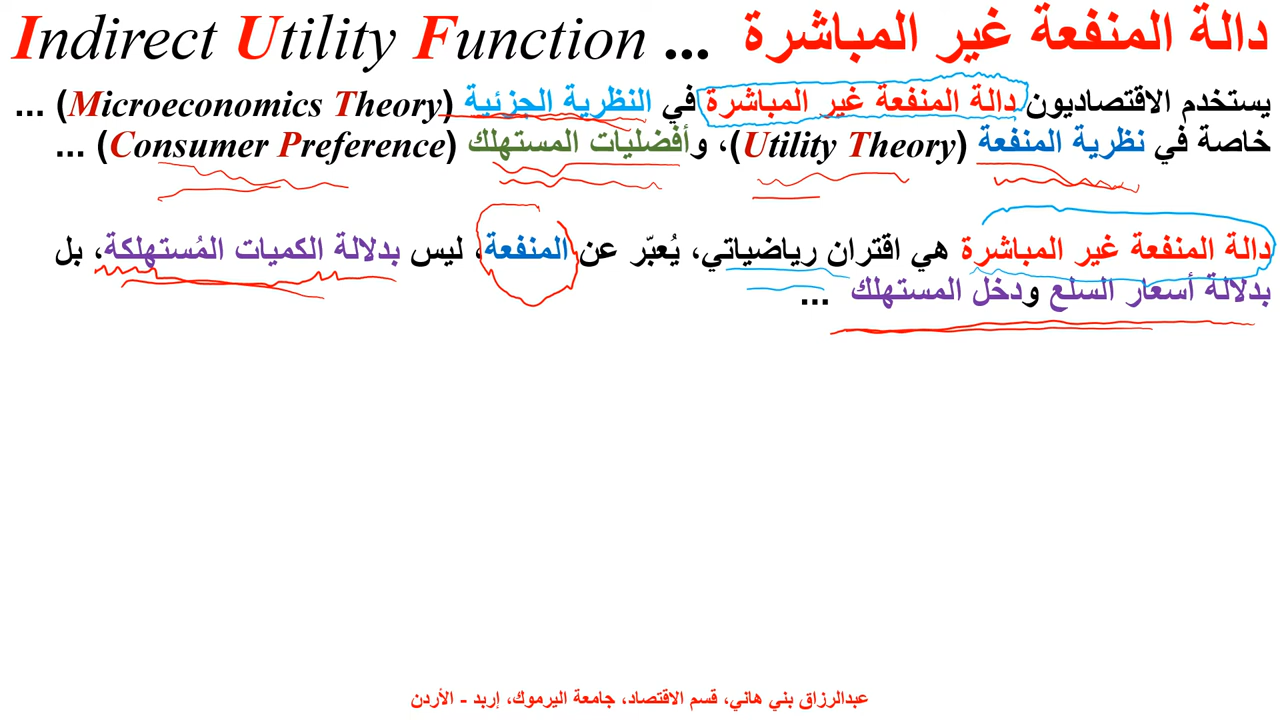 دالة المنفعة غير المباشرة ... Indirect Utility Function
يستخدم الاقتصاديون دالة المنفعة غير المباشرة في النظرية الجزئية (Microeconomics Theory) ...
خاصة في نظرية المنفعة (Utility Theory)، وأفضليات المستهلك (Consumer Preference) ...
دالة المنفعة غير المباشرة هي اقتران رياضياتي، يُعبّر عن المنفعة، ليس بدلالة الكميات المُستهلكة، بل
بدلالة أسعار السلع ودخل المستهلك ...
عبدالرزاق بني هاني، قسم الاقتصاد، جامعة اليرموك، إربد - الأردن